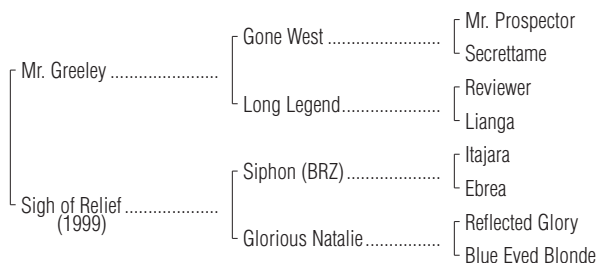 Mr. Prospector
Gone West ........................
Secrettame
Mr. Greeley .......................
Reviewer
Long Legend.....................
Lianga
Itajara
Siphon (BRZ)....................
Ebrea
Sigh of Relief....................
(1999)
Reflected Glory
Glorious Natalie................
Blue Eyed Blonde